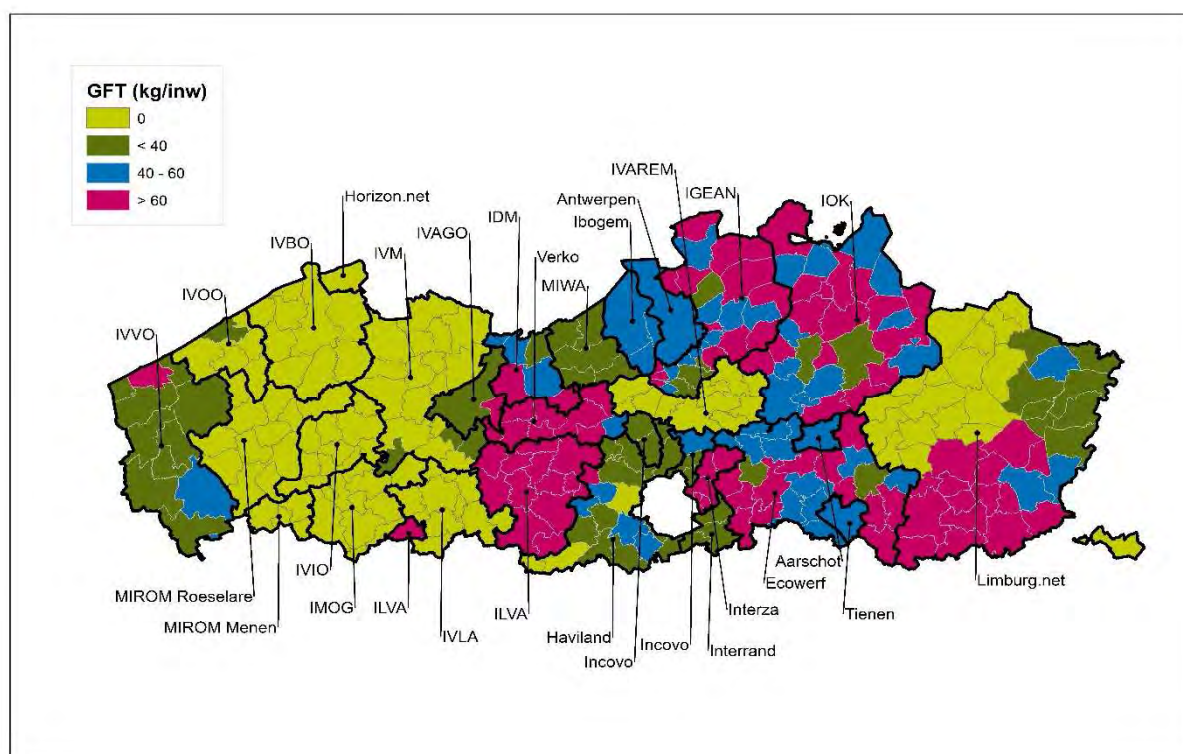 GFT (kg/inw)
0
< 40
40 - 60
> 60
IVAREM
Horizon.net
Antwerpen
IGEAN
IOK
IDM
Ibogem
IVAGO
IVBO
IVM
Verko
IVOO
MIWA
IVVO
Aarschot
Limburg.net
MIROM Roeselare
IVIO
Ecowerf
IMOG
ILVA
ILVA
Interza
Tienen
MIROM Menen
IVLA
Haviland
Incovo
Interrand
Incovo